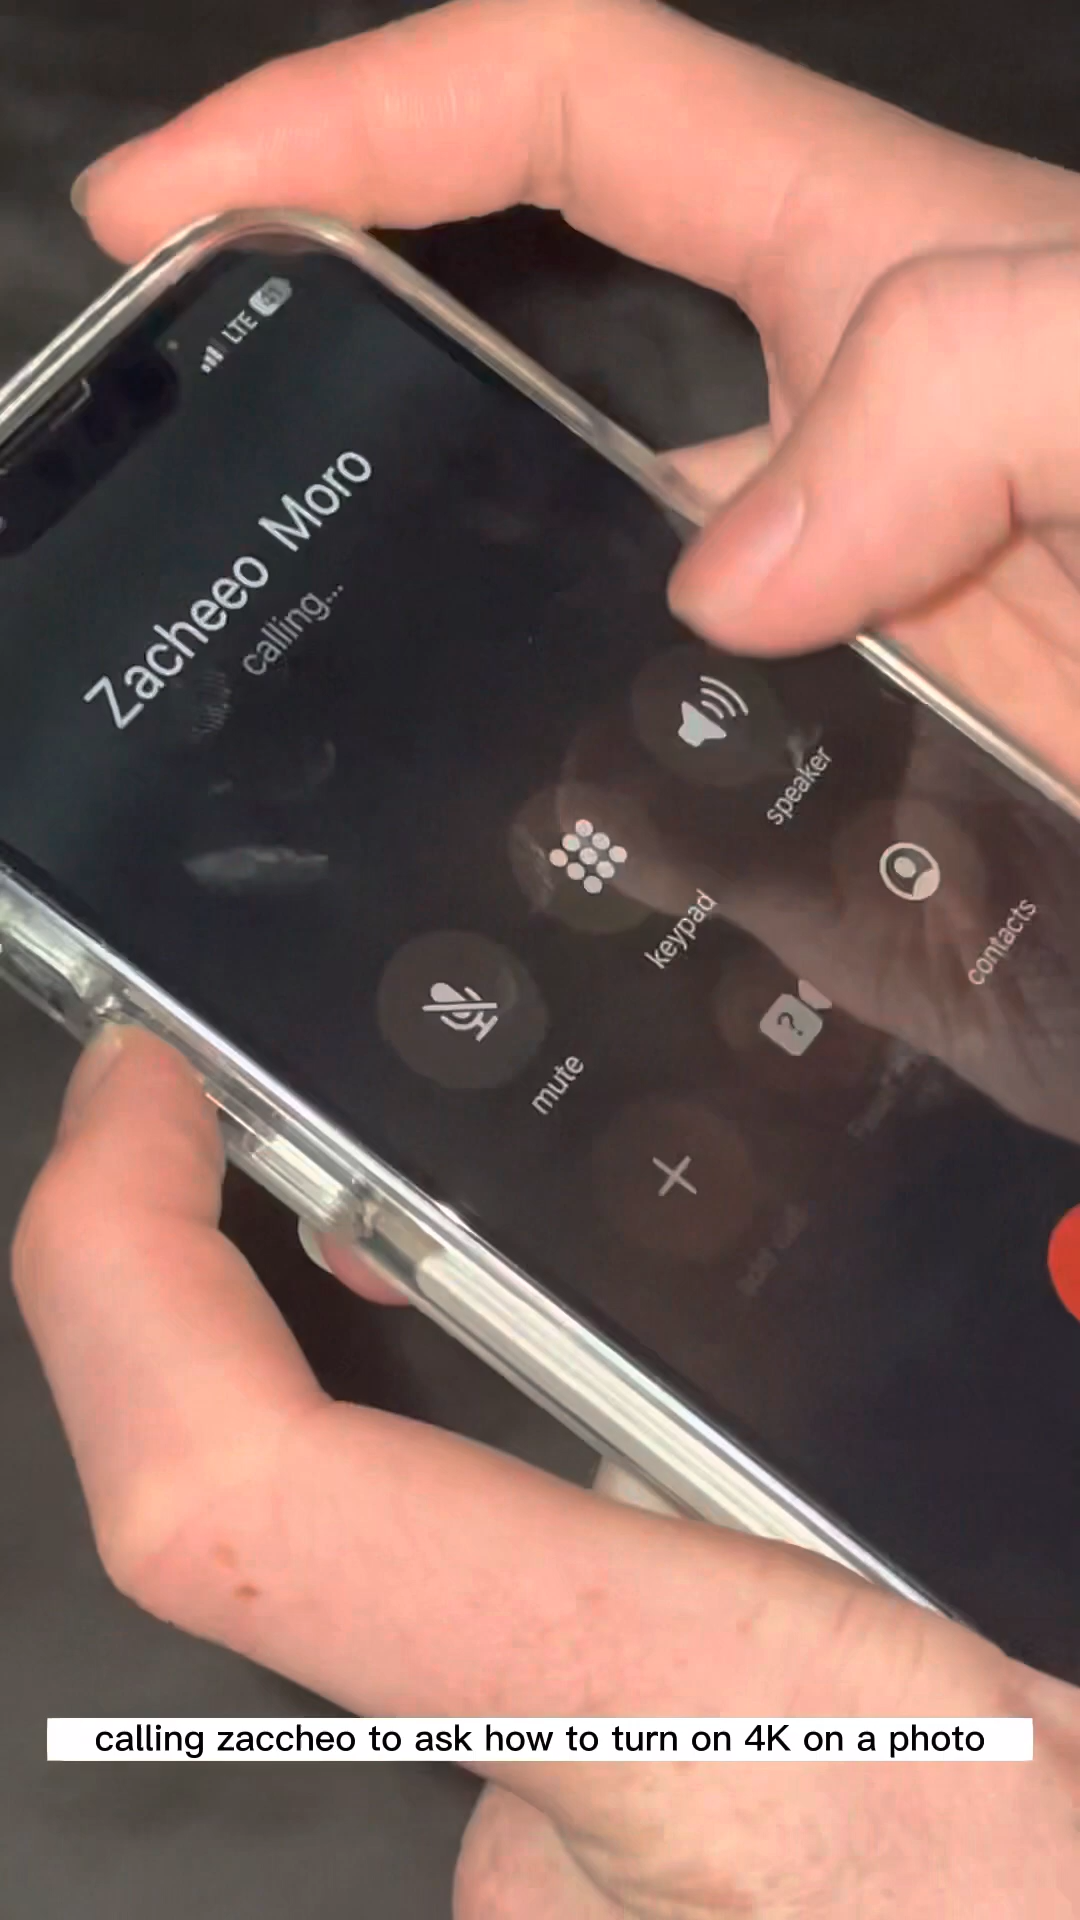 LTE
Zacheeo Moro
calling...
speaker
keypad
contacts
mute
?
calling zaccheo to ask how to turn on 4K on a photo